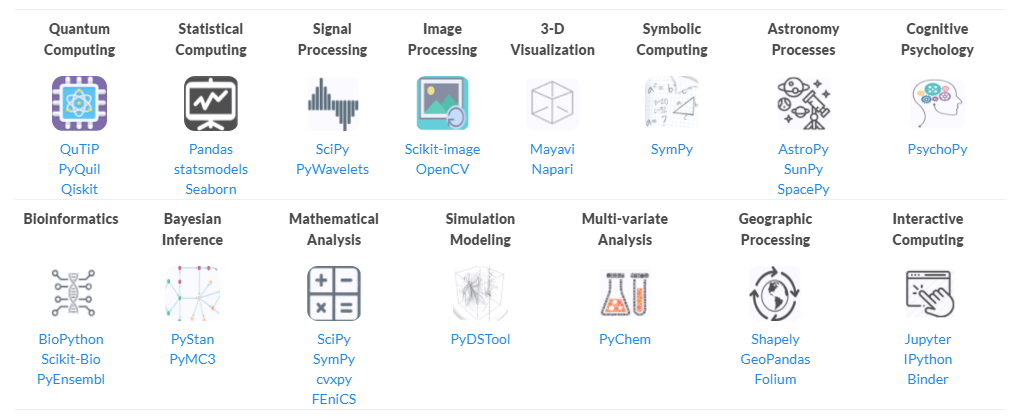 Quantum
Computing
QuTiP
PyQuil
Qiskit
Statistical
Computing
Pandas
statsmodels
Seaborn
Signal
Processing
SciPy
PyWavelets
Image
Processing
Scikit-image
OpenCV
3-D
Visualization
Mayavi
Napari
Symbolic
Computing
SymPy
Astronomy
Processes
AstroPy
SunPy
SpacePy
Cognitive
Psychology
PsychoPy
Bioinformatics
BioPython
Scikit-Bio
PyEnsembl
Bayesian
Inference
PyStan
PyMC3
Mathematical
Analysis
SciPy
SymPy
cvxpy
FEniCS
Simulation
Modeling
PyDSTool
Multi-variate
Analysis
PyChem
Geographic
Processing
Shapely
GeoPandas
Folium
Interactive
Computing
Jupyter
IPython
Binder